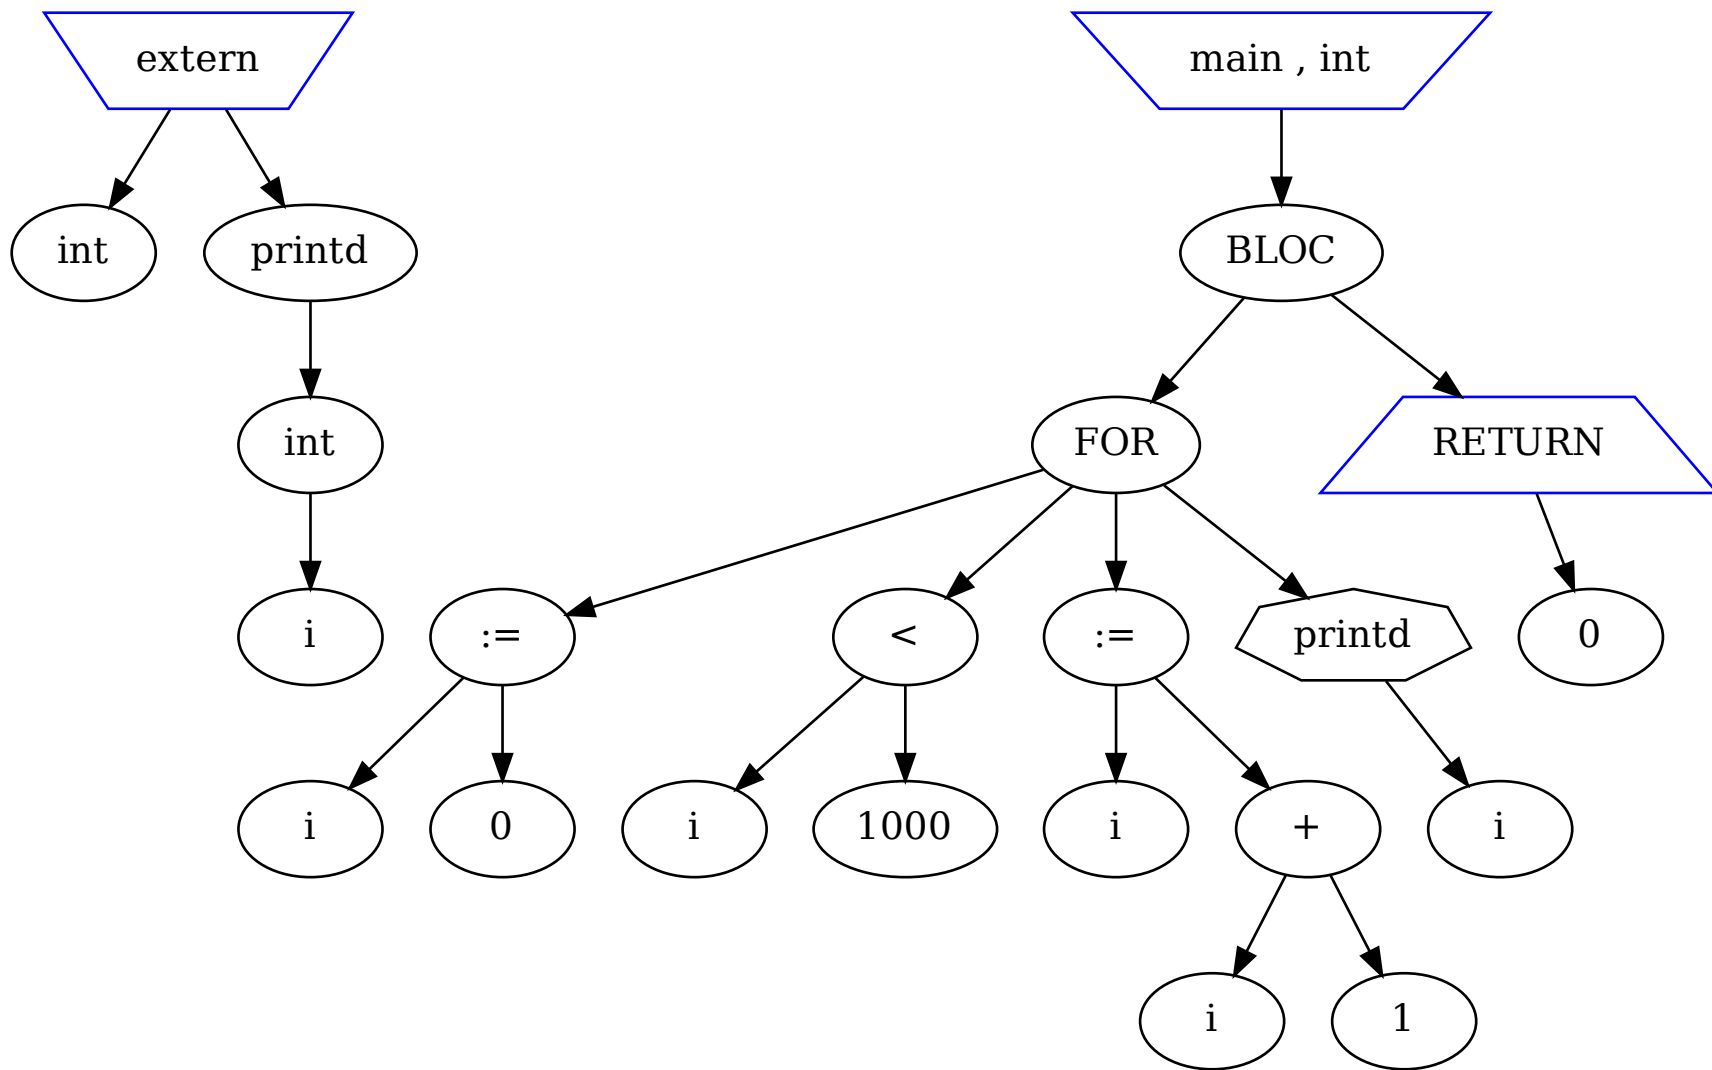 extern
main , int
int
printd
BLOC
int
FOR
RETURN
i
:=
<
:=
printd
0
i
0
i
1000
i
+
i
i
1